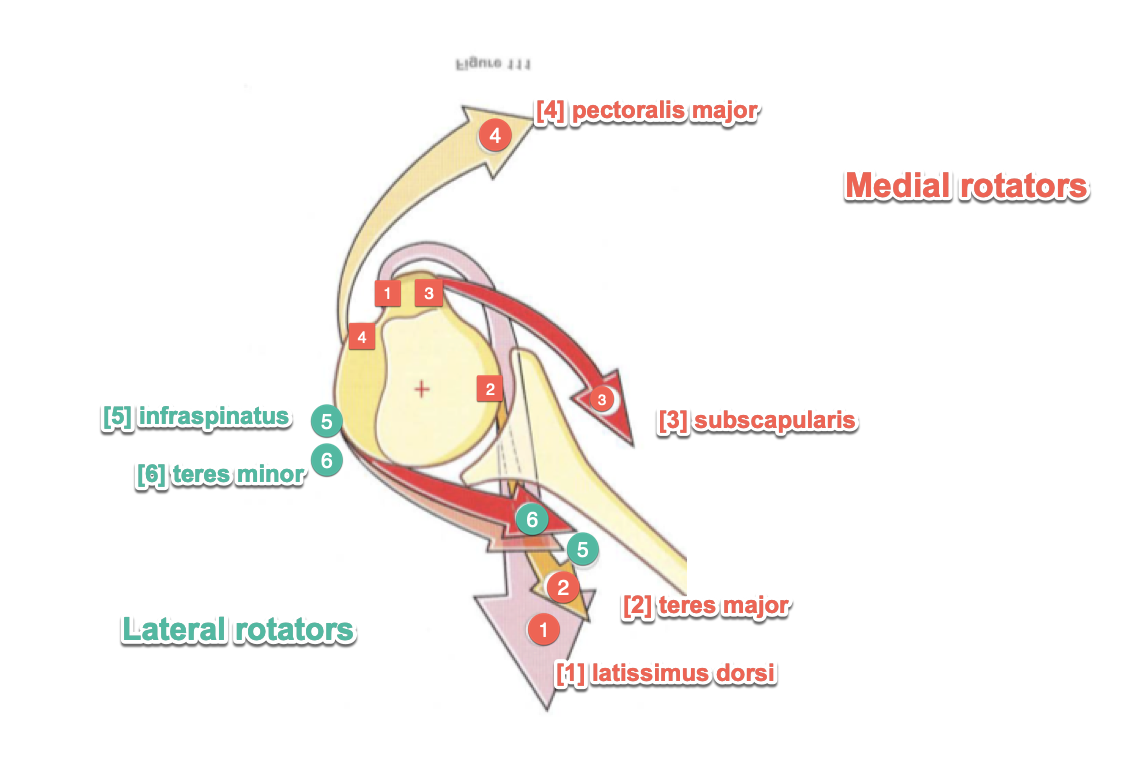 Figure 111
[4] pectoralis major
4
Medial rotators
1
3
4
2
3
[5] infraspinatus
5
[3] subscapularis
6
[6] teres minor
6
5
2
[2] teres major
Lateral rotators
1
[1] latissimus dorsi